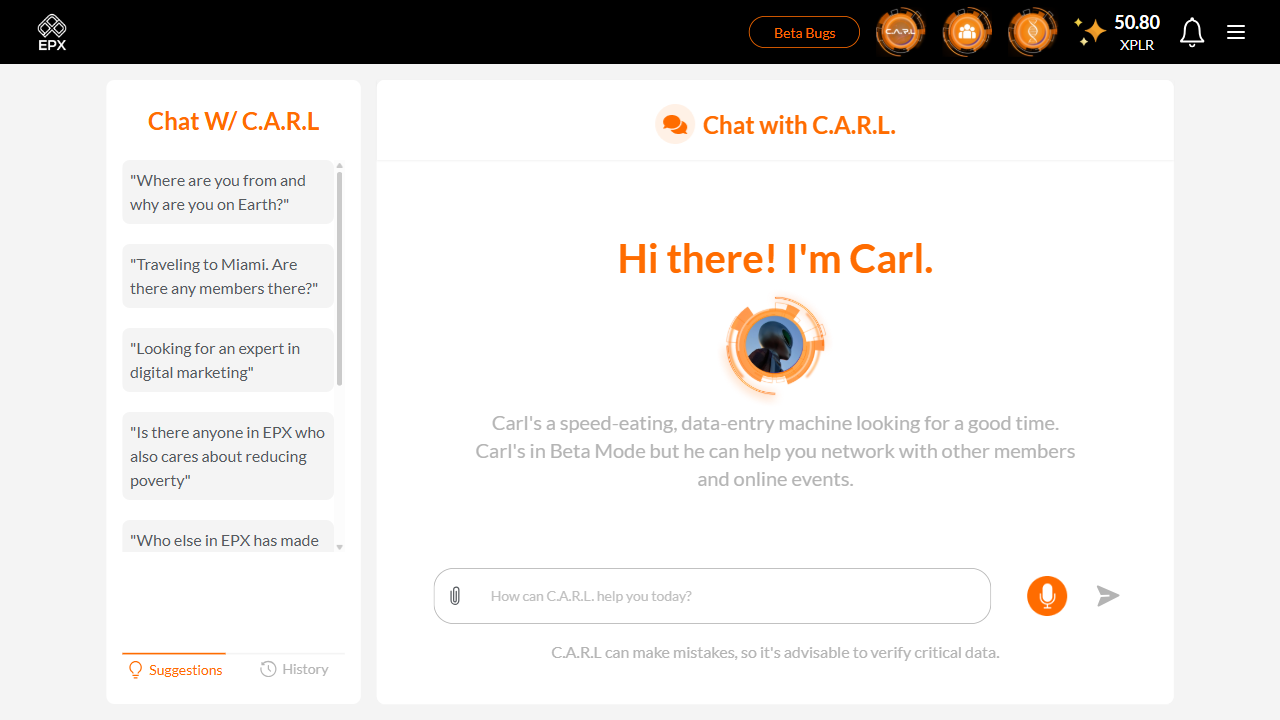 EPX
Beta Bugs
C.A.R.L
50.80
XPLR
Chat W/ C.A.R.L
"Where are you from and
why are you on Earth?"
"Traveling to Miami. Are
there any members there?"
"Looking for an expert in
digital marketing"
"Is there anyone in EPX who
also cares about reducing
poverty"
"Who else in EPX has made
Suggestions
History
Chat with C.A.R.L.
Hi there! I'm Carl.
Carl's a speed-eating, data-entry machine looking for a good time.
Carl's in Beta Mode but he can help you network with other members
and online events.
How can C.A.R.L. help you today?
C.A.R.L can make mistakes, so it's advisable to verify critical data.